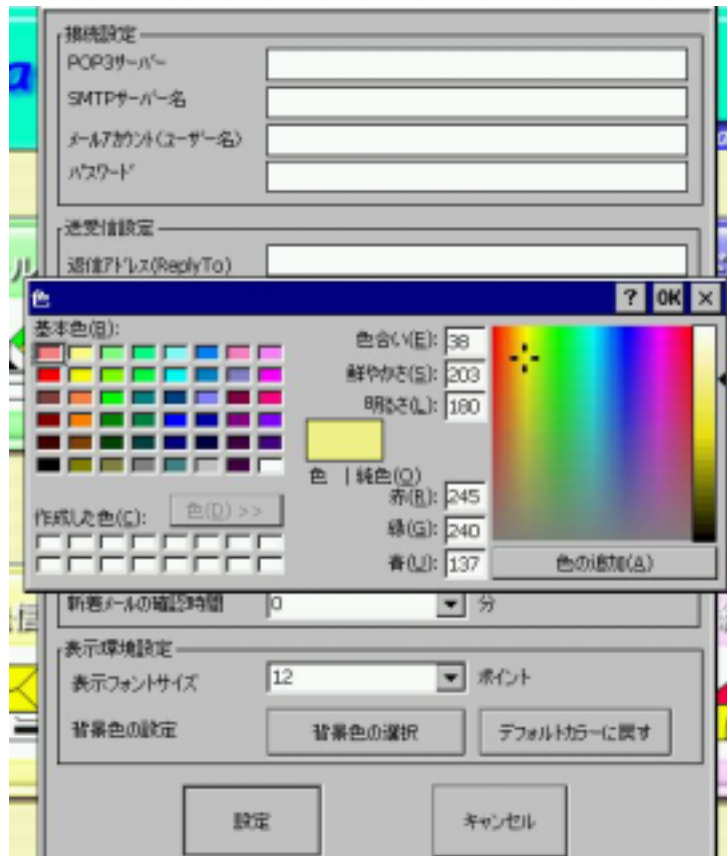 接続設定
POP3サーバー
SMTPサーバー名
メールアカウント(ユーザー名)
パスワード
送受信設定
返信アドレス(ReplyTo)
色
? OK ×
基本色(B):
色合い(E): 38
鮮やかさ(S): 203
明るさ(L): 180
色 | 純色(O)
赤(R): 245
緑(G): 240
青(U): 137
作成した色(C):
色(D) >>
色の追加(A)
新着メールの確認時間 0 分
表示環境設定
表示フォントサイズ 12 ポイント
背景色の設定 背景色の選択 デフォルトカラーに戻す
設定 キャンセル